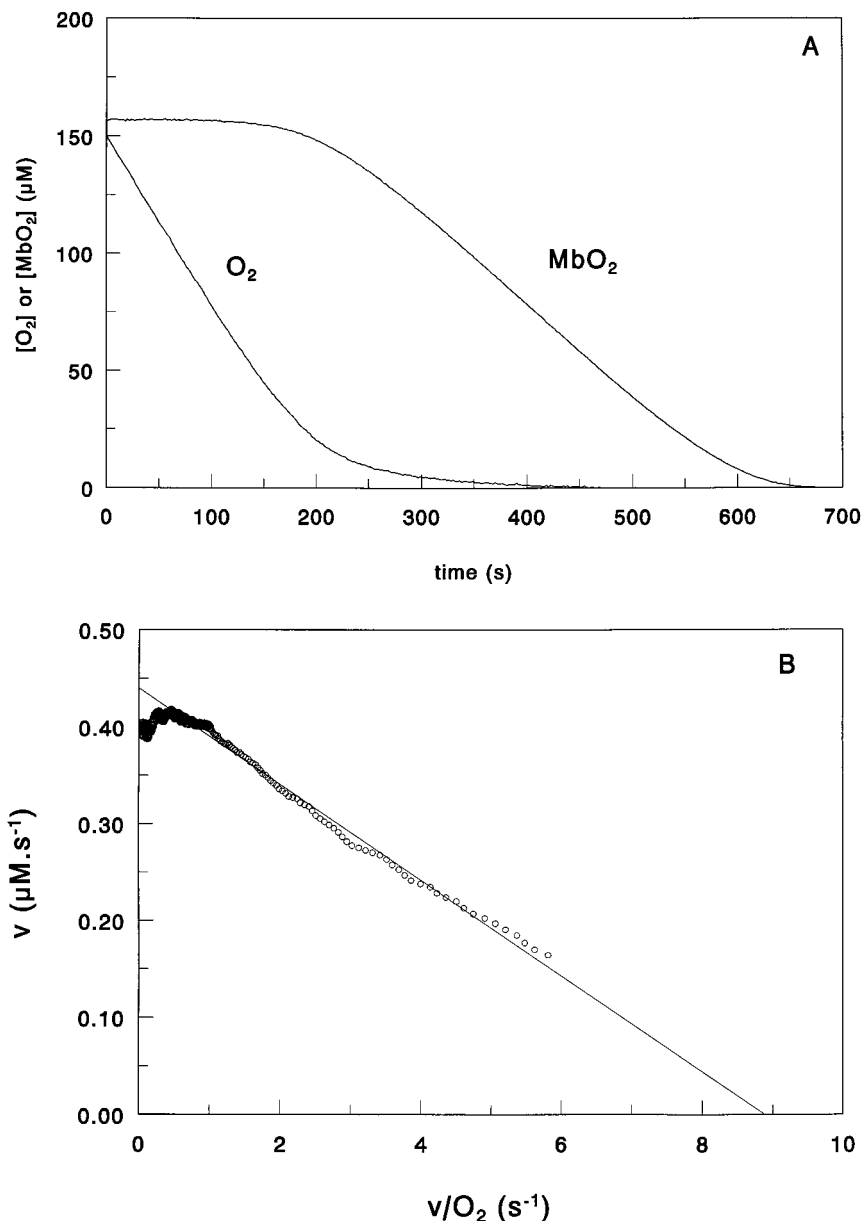 200
A
150
100
50
0
[O₂] or [MbO₂] (μM)
O₂
MbO₂
0 100 200 300 400 500 600 700
time (s)
0.50
B
0.40
0.30
0.20
0.10
0.00
v (μM.s⁻¹)
0 2 4 6 8 10
v/O₂ (s⁻¹)